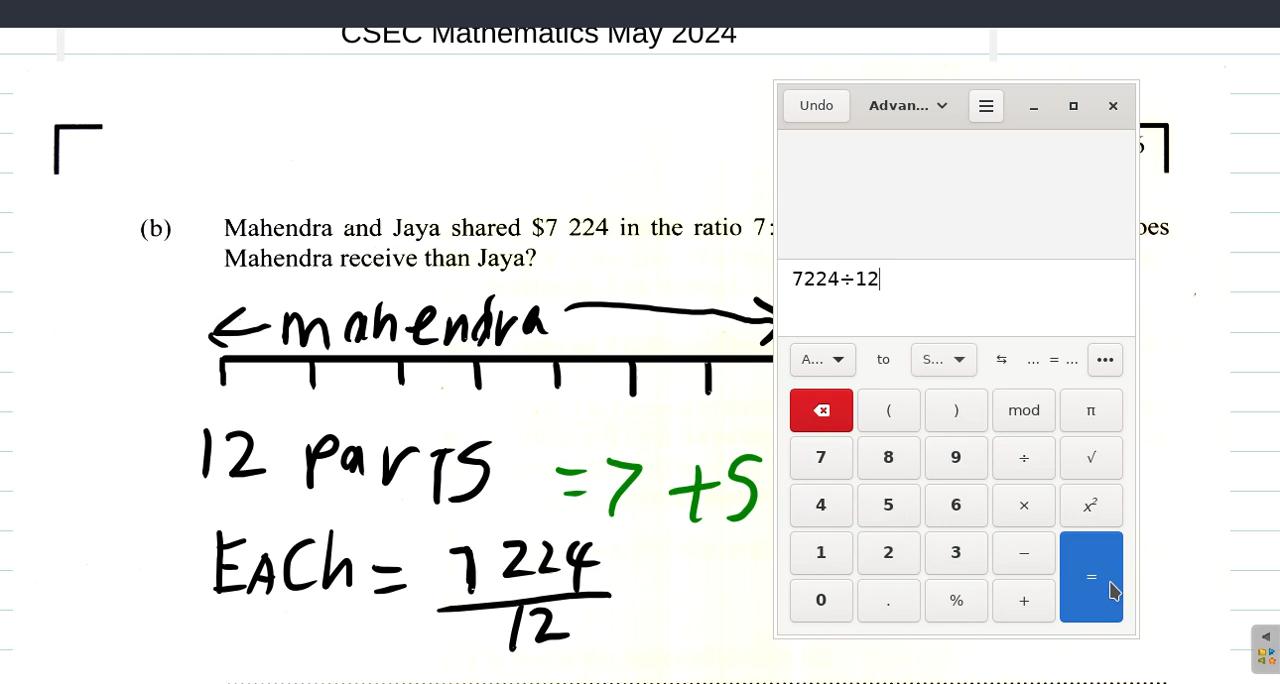 CSEC Mathematics May 2024
(b) Mahendra and Jaya shared $7 224 in the ratio 7:
Mahendra receive than Jaya?
mahendra
12 parTS = 7 + 5
EACh = 7 224
12
Undo Advan...
7224÷12
A... to S... ... = ...
( ) mod π
7 8 9 ÷ √
4 5 6 × x²
1 2 3 − =
0 . % +